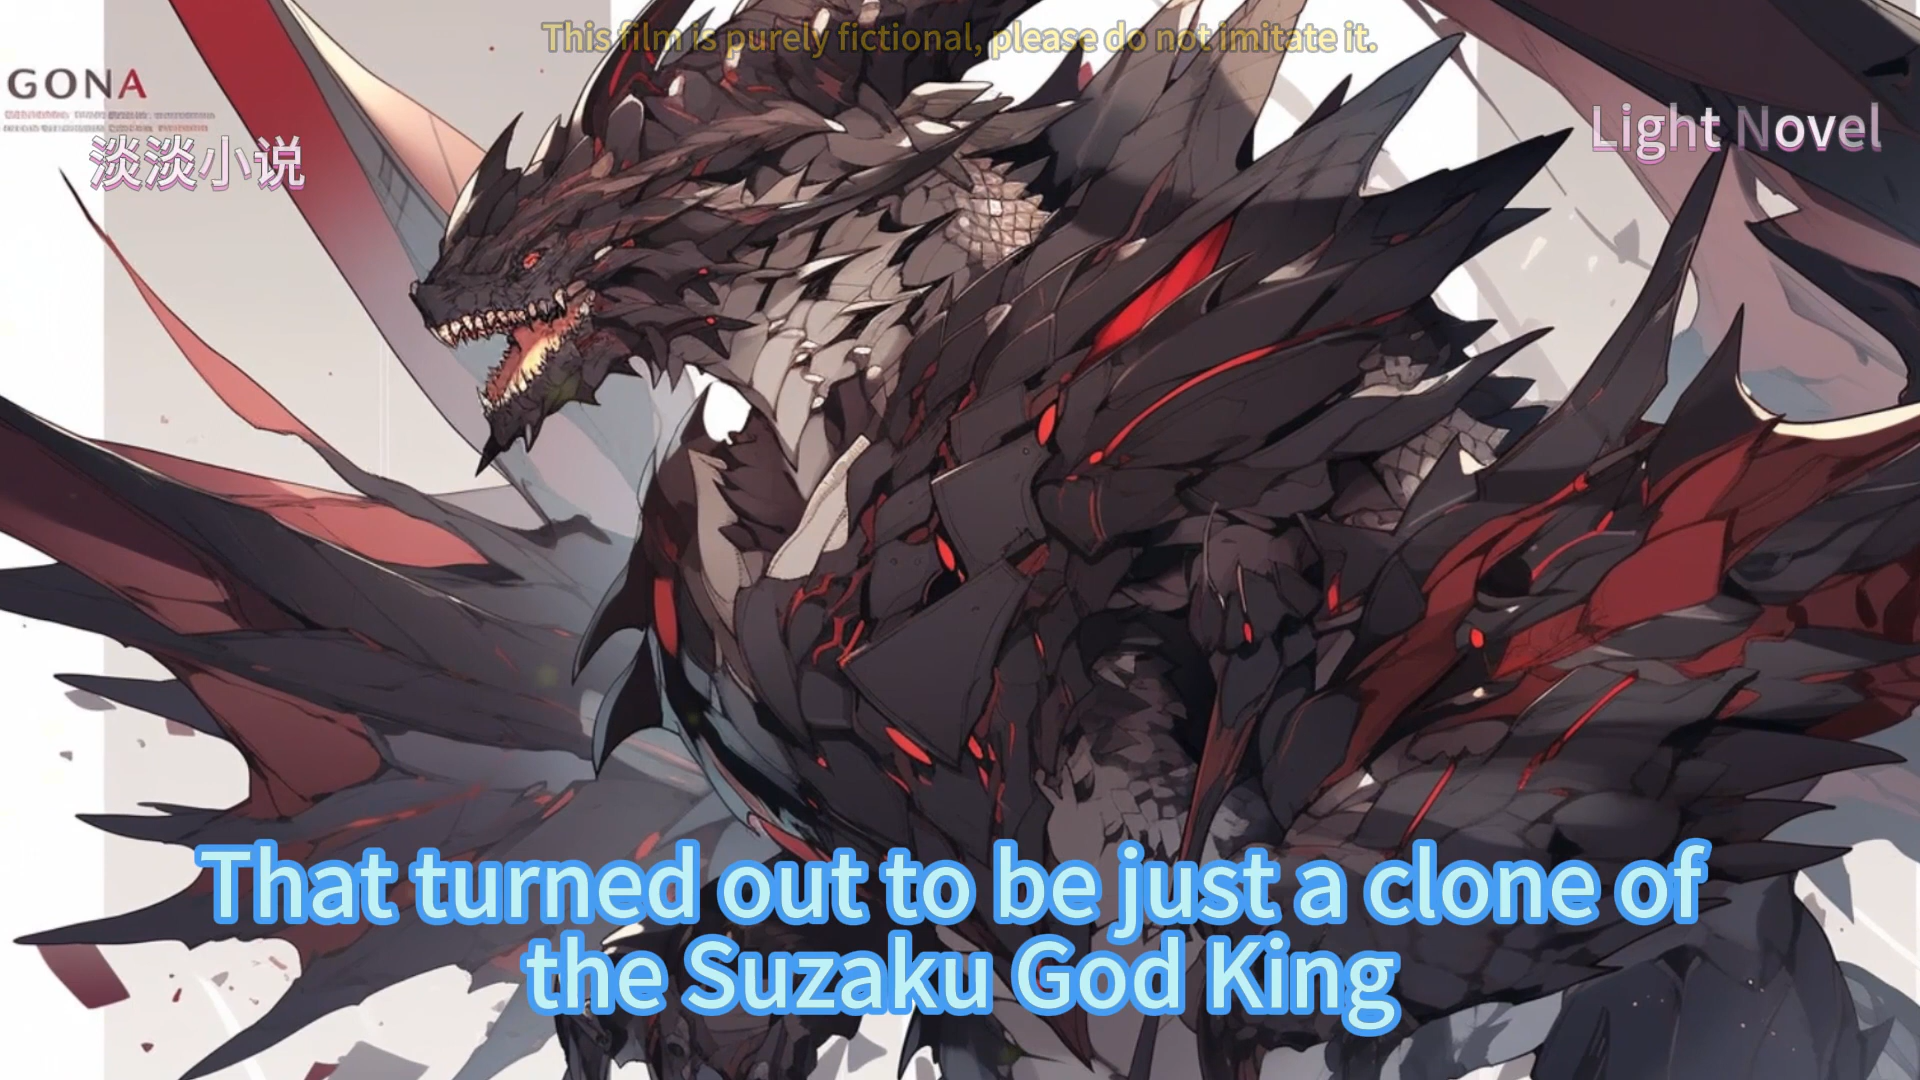 This film is purely fictional, please do not imitate it.
GONA
淡淡小说
Light Novel
That turned out to be just a clone of
the Suzaku God King